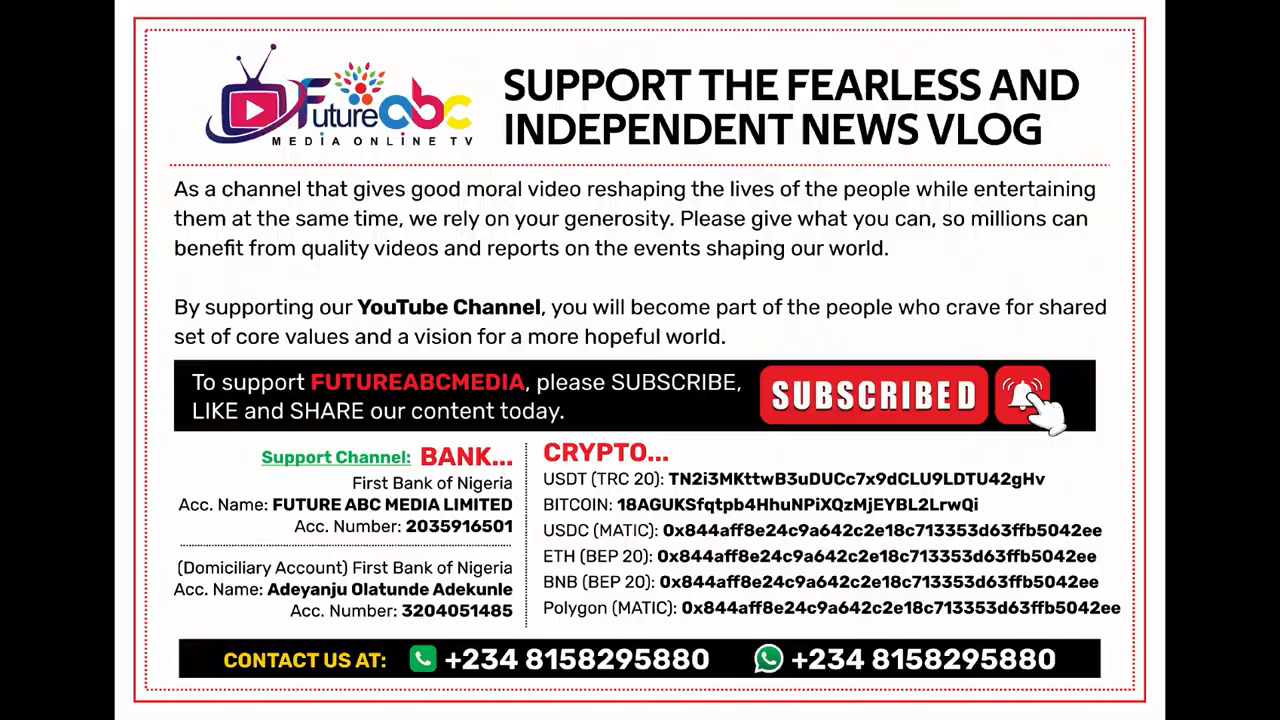 Future abc
MEDIA ONLINE TV
SUPPORT THE FEARLESS AND
INDEPENDENT NEWS VLOG
As a channel that gives good moral video reshaping the lives of the people while entertaining
them at the same time, we rely on your generosity. Please give what you can, so millions can
benefit from quality videos and reports on the events shaping our world.
By supporting our YouTube Channel, you will become part of the people who crave for shared
set of core values and a vision for a more hopeful world.
To support FUTUREABCMEDIA, please SUBSCRIBE,
LIKE and SHARE our content today.
SUBSCRIBED
Support Channel: BANK...
First Bank of Nigeria
Acc. Name: FUTURE ABC MEDIA LIMITED
Acc. Number: 2035916501
(Domiciliary Account) First Bank of Nigeria
Acc. Name: Adeyanju Olatunde Adekunle
Acc. Number: 3204051485
CRYPTO...
USDT (TRC 20): TN2i3MKttwB3uDUCc7x9dCLU9LDTU42gHv
BITCOIN: 18AGUKSfqtpb4HhuNPiXQzMjEYBL2LrwQi
USDC (MATIC): 0x844aff8e24c9a642c2e18c713353d63ffb5042ee
ETH (BEP 20): 0x844aff8e24c9a642c2e18c713353d63ffb5042ee
BNB (BEP 20): 0x844aff8e24c9a642c2e18c713353d63ffb5042ee
Polygon (MATIC): 0x844aff8e24c9a642c2e18c713353d63ffb5042ee
CONTACT US AT: +234 8158295880 +234 8158295880